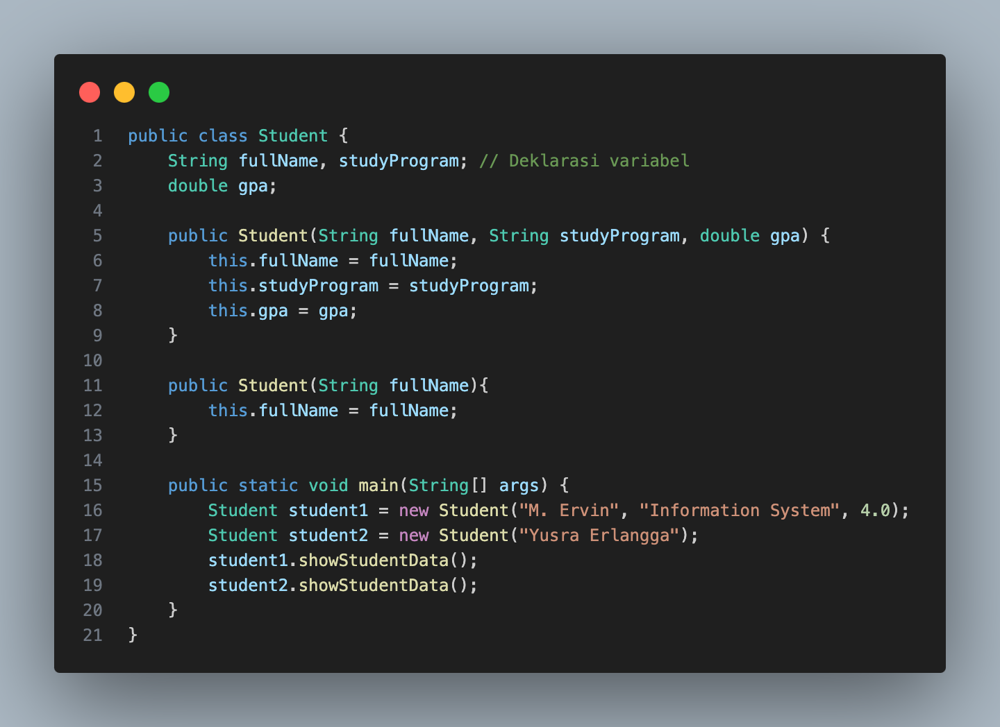 1 public class Student {
2     String fullName, studyProgram; // Deklarasi variabel
3     double gpa;
4
5     public Student(String fullName, String studyProgram, double gpa) {
6         this.fullName = fullName;
7         this.studyProgram = studyProgram;
8         this.gpa = gpa;
9     }
10
11     public Student(String fullName){
12         this.fullName = fullName;
13     }
14
15     public static void main(String[] args) {
16         Student student1 = new Student("M. Ervin", "Information System", 4.0);
17         Student student2 = new Student("Yusra Erlangga");
18         student1.showStudentData();
19         student2.showStudentData();
20     }
21 }